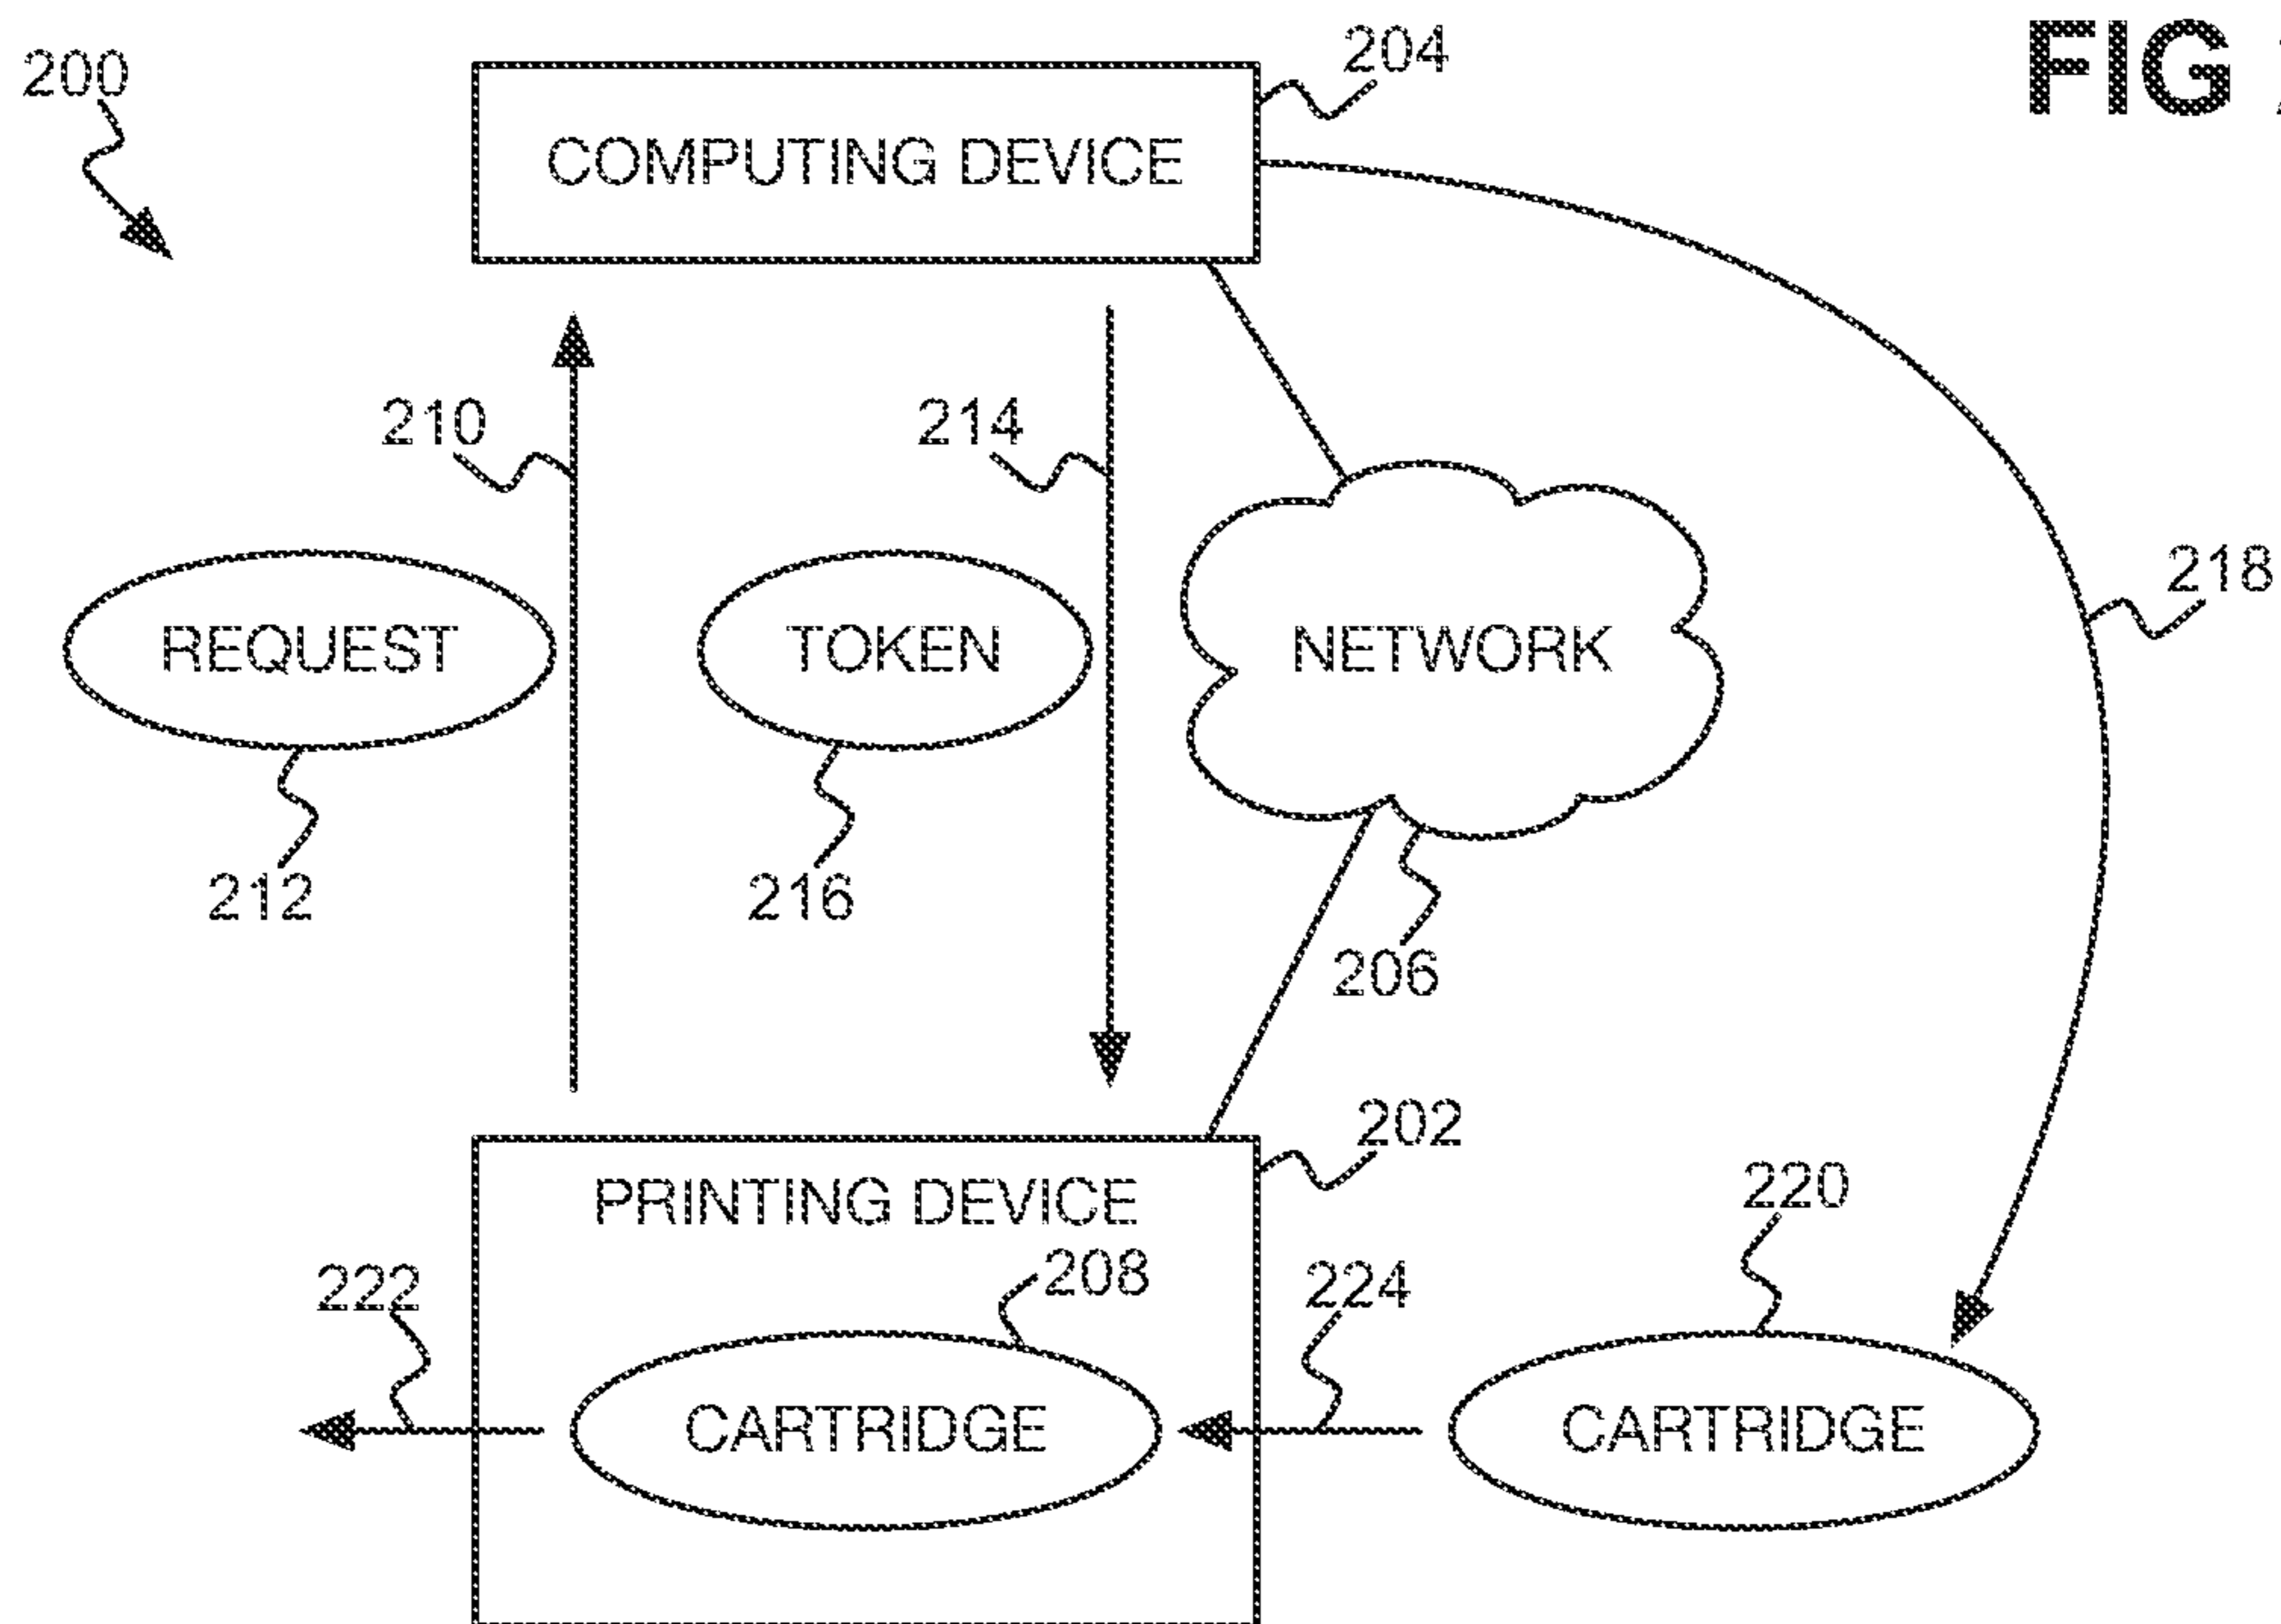 FIG
200
204
COMPUTING DEVICE
210
214
218
REQUEST
TOKEN
NETWORK
212
216
206
202
PRINTING DEVICE
220
208
222
224
CARTRIDGE
CARTRIDGE